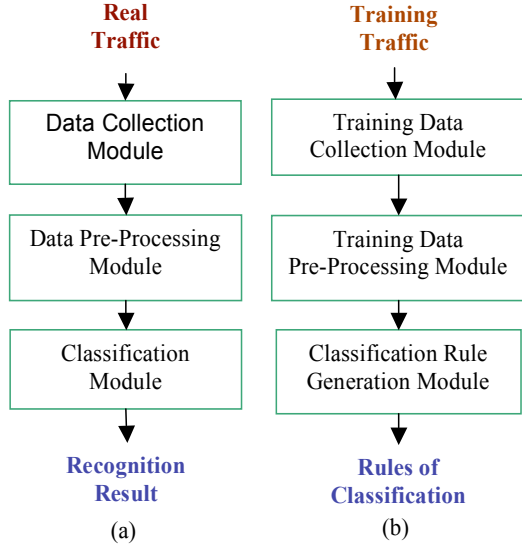 Real
Traffic
Data Collection
Module
Data Pre-Processing
Module
Classification
Module
Recognition
Result
(a)
Training
Traffic
Training Data
Collection Module
Training Data
Pre-Processing Module
Classification Rule
Generation Module
Rules of
Classification
(b)